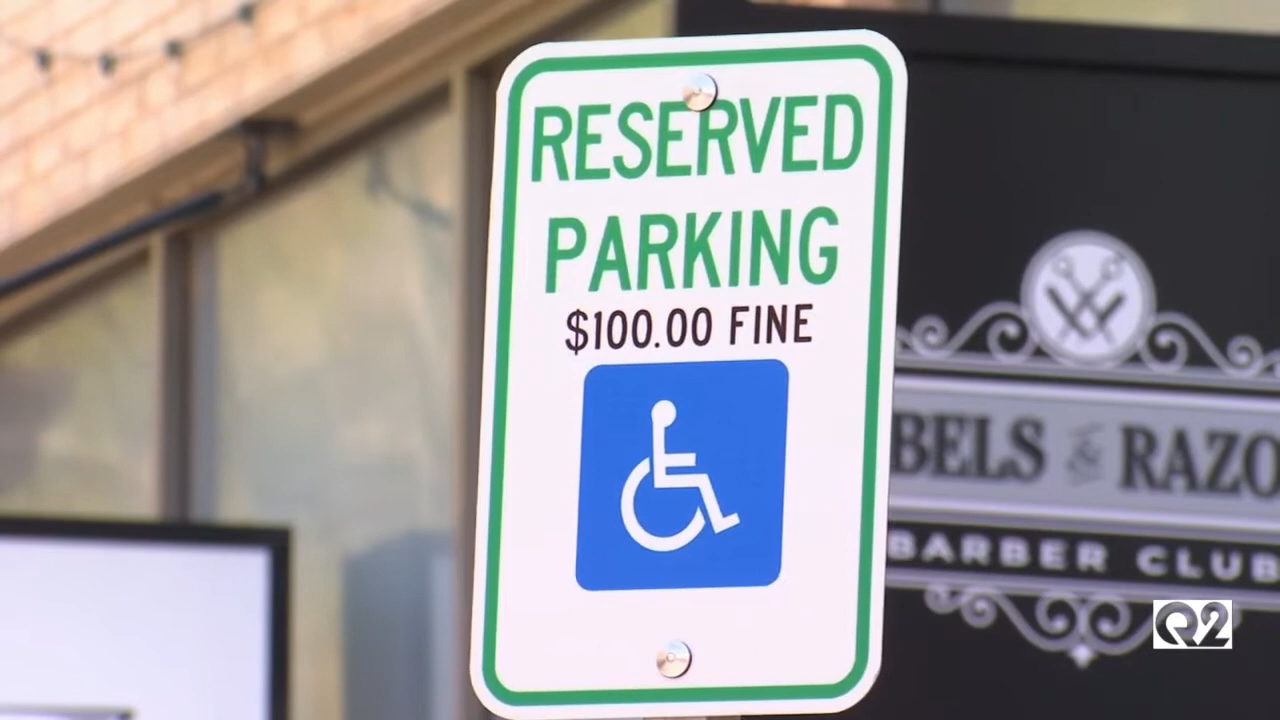 RESERVED
PARKING
$100.00 FINE
BELS & RAZO
BARBER CLUB
Q2